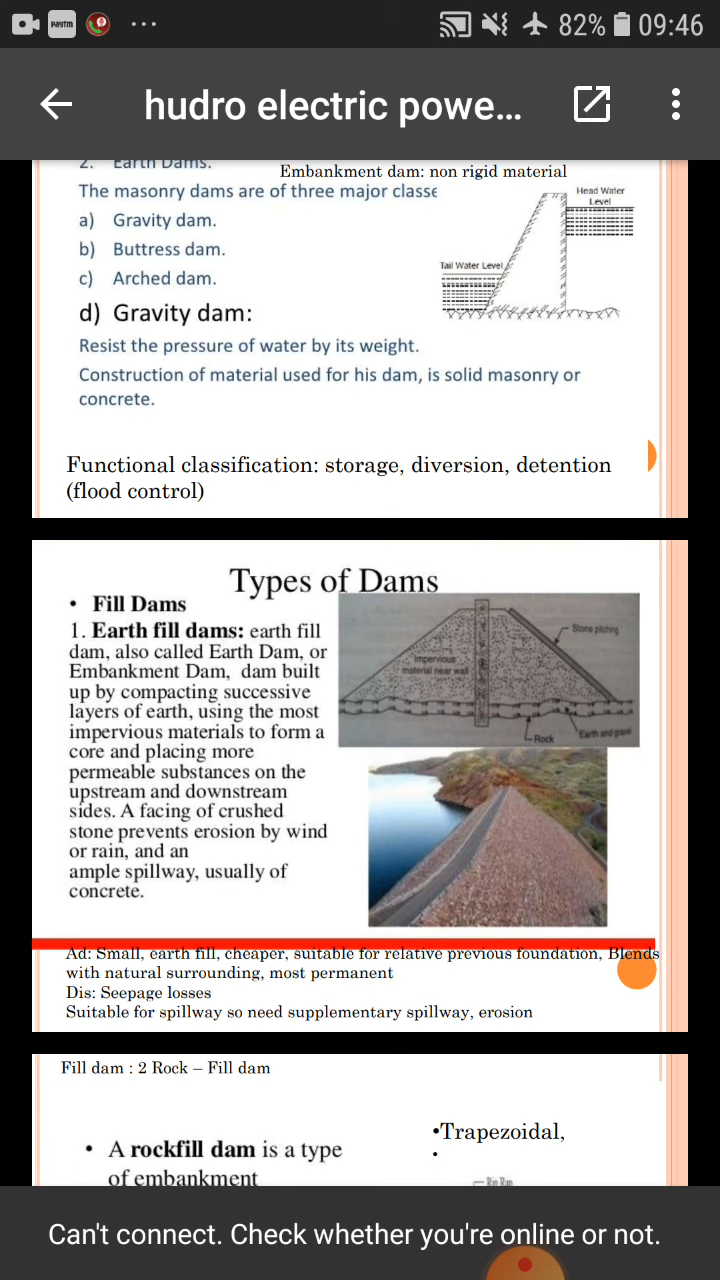 Paytm
82% 09:46
hudro electric powe...
2. Earth Dams.
Embankment dam: non rigid material
The masonry dams are of three major classe
a) Gravity dam.
b) Buttress dam.
c) Arched dam.
Head Water
Level
Tail Water Level
d) Gravity dam:
Resist the pressure of water by its weight.
Construction of material used for his dam, is solid masonry or
concrete.
Functional classification: storage, diversion, detention
(flood control)
Types of Dams
• Fill Dams
1. Earth fill dams: earth fill
dam, also called Earth Dam, or
Embankment Dam, dam built
up by compacting successive
layers of earth, using the most
impervious materials to form a
core and placing more
permeable substances on the
upstream and downstream
sides. A facing of crushed
stone prevents erosion by wind
or rain, and an
ample spillway, usually of
concrete.
Stone pitching
Impervious
material near wall
Rock
Earth and gravel
Ad: Small, earth fill, cheaper, suitable for relative previous foundation, Blends
with natural surrounding, most permanent
Dis: Seepage losses
Suitable for spillway so need supplementary spillway, erosion
Fill dam : 2 Rock – Fill dam
• A rockfill dam is a type
of embankment
•Trapezoidal,
•
Rip Rap
Can't connect. Check whether you're online or not.